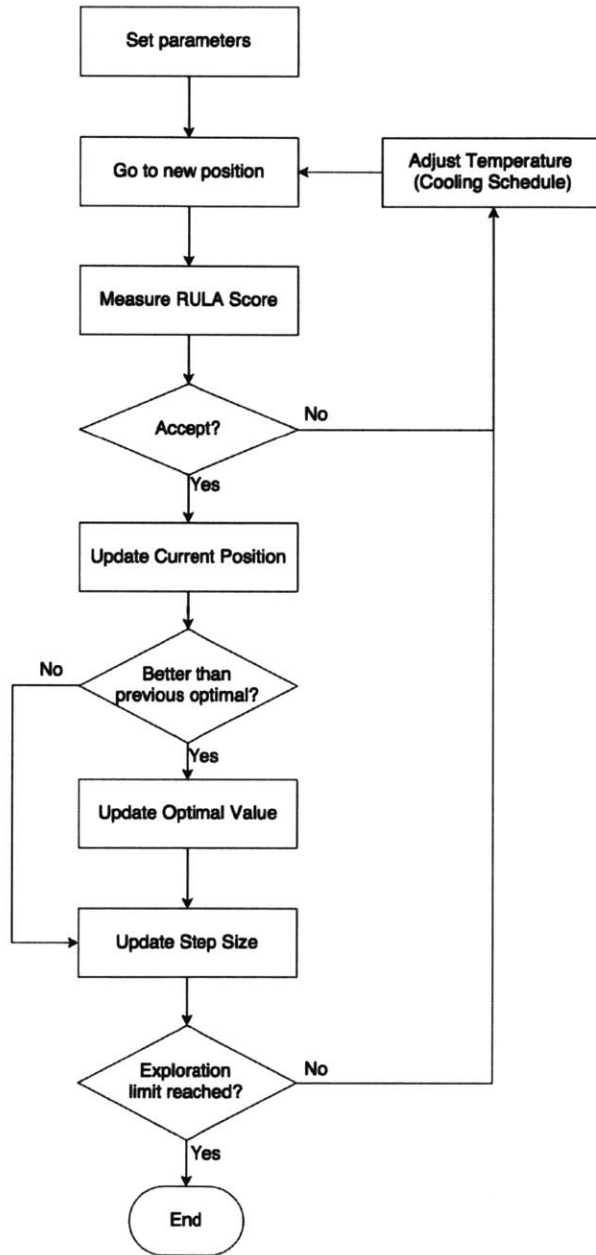 Set parameters
Go to new position
Adjust Temperature
(Cooling Schedule)
Measure RULA Score
Accept?
No
Yes
Update Current Position
No
Better than
previous optimal?
Yes
Update Optimal Value
Update Step Size
Exploration
limit reached?
No
Yes
End